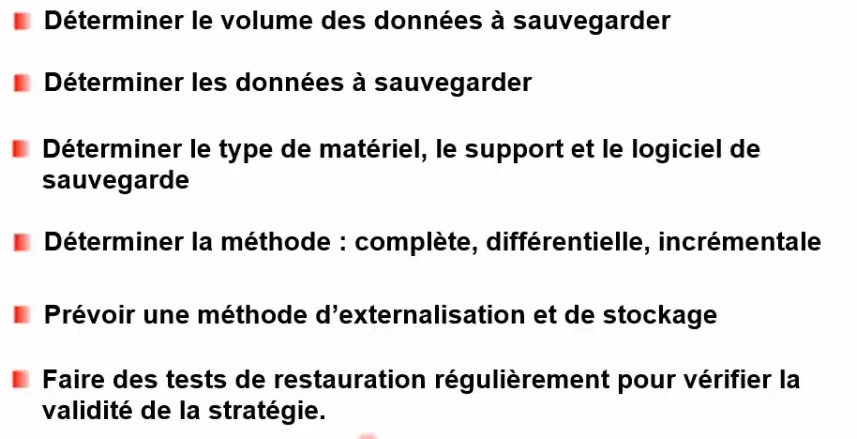 Déterminer le volume des données à sauvegarder
Déterminer les données à sauvegarder
Déterminer le type de matériel, le support et le logiciel de
sauvegarde
Déterminer la méthode : complète, différentielle, incrémentale
Prévoir une méthode d’externalisation et de stockage
Faire des tests de restauration régulièrement pour vérifier la
validité de la stratégie.